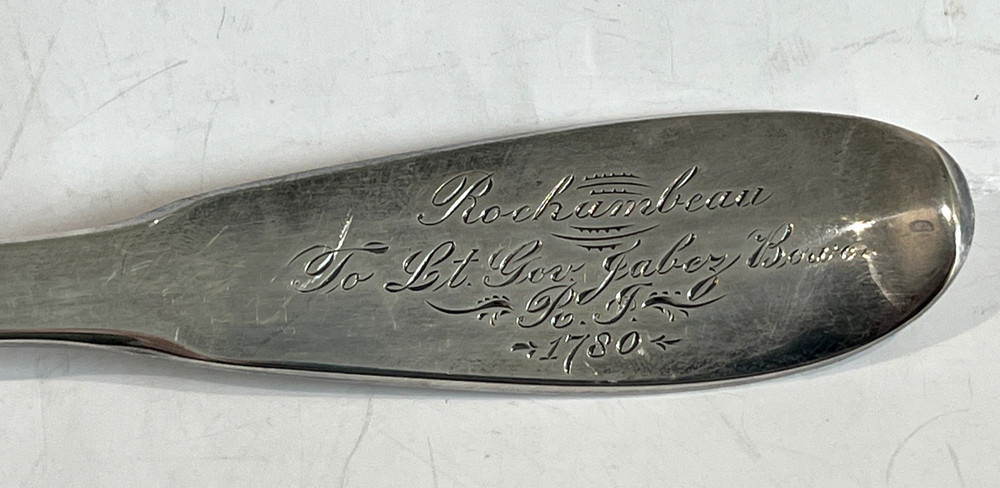 Rochambeau
To Lt. Gov. Jabez Bowen
R. I.
1780